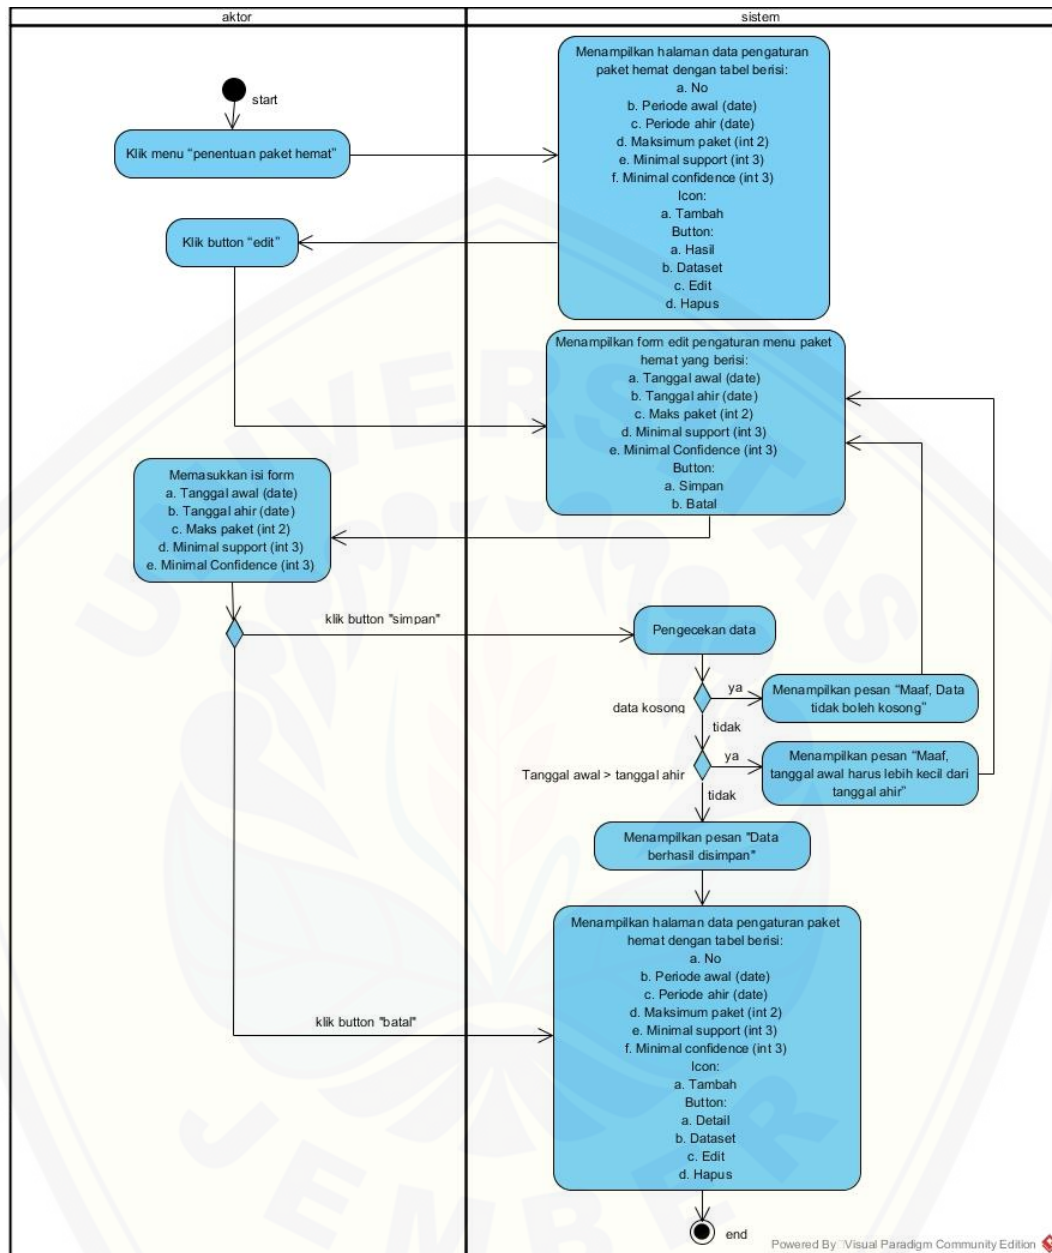 aktor
sistem
start
Klik menu "penentuan paket hemat"
Menampilkan halaman data pengaturan
paket hemat dengan tabel berisi:
a. No
b. Periode awal (date)
c. Periode ahir (date)
d. Maksimum paket (int 2)
e. Minimal support (int 3)
f. Minimal confidence (int 3)
Icon:
a. Tambah
Button:
a. Hasil
b. Dataset
c. Edit
d. Hapus
Klik button "edit"
Menampilkan form edit pengaturan menu paket
hemat yang berisi:
a. Tanggal awal (date)
b. Tanggal ahir (date)
c. Maks paket (int 2)
d. Minimal support (int 3)
e. Minimal Confidence (int 3)
Button:
a. Simpan
b. Batal
Memasukkan isi form
a. Tanggal awal (date)
b. Tanggal ahir (date)
c. Maks paket (int 2)
d. Minimal support (int 3)
e. Minimal Confidence (int 3)
klik button "simpan"
Pengecekan data
data kosong
ya
Menampilkan pesan "Maaf, Data
tidak boleh kosong"
tidak
Tanggal awal > tanggal ahir
ya
Menampilkan pesan "Maaf,
tanggal awal harus lebih kecil dari
tanggal ahir"
tidak
Menampilkan pesan "Data
berhasil disimpan"
klik button "batal"
Menampilkan halaman data pengaturan paket
hemat dengan tabel berisi:
a. No
b. Periode awal (date)
c. Periode ahir (date)
d. Maksimum paket (int 2)
e. Minimal support (int 3)
f. Minimal confidence (int 3)
Icon:
a. Tambah
Button:
a. Detail
b. Dataset
c. Edit
d. Hapus
end
Powered By Visual Paradigm Community Edition
UNIVERSITAS
JEMBER